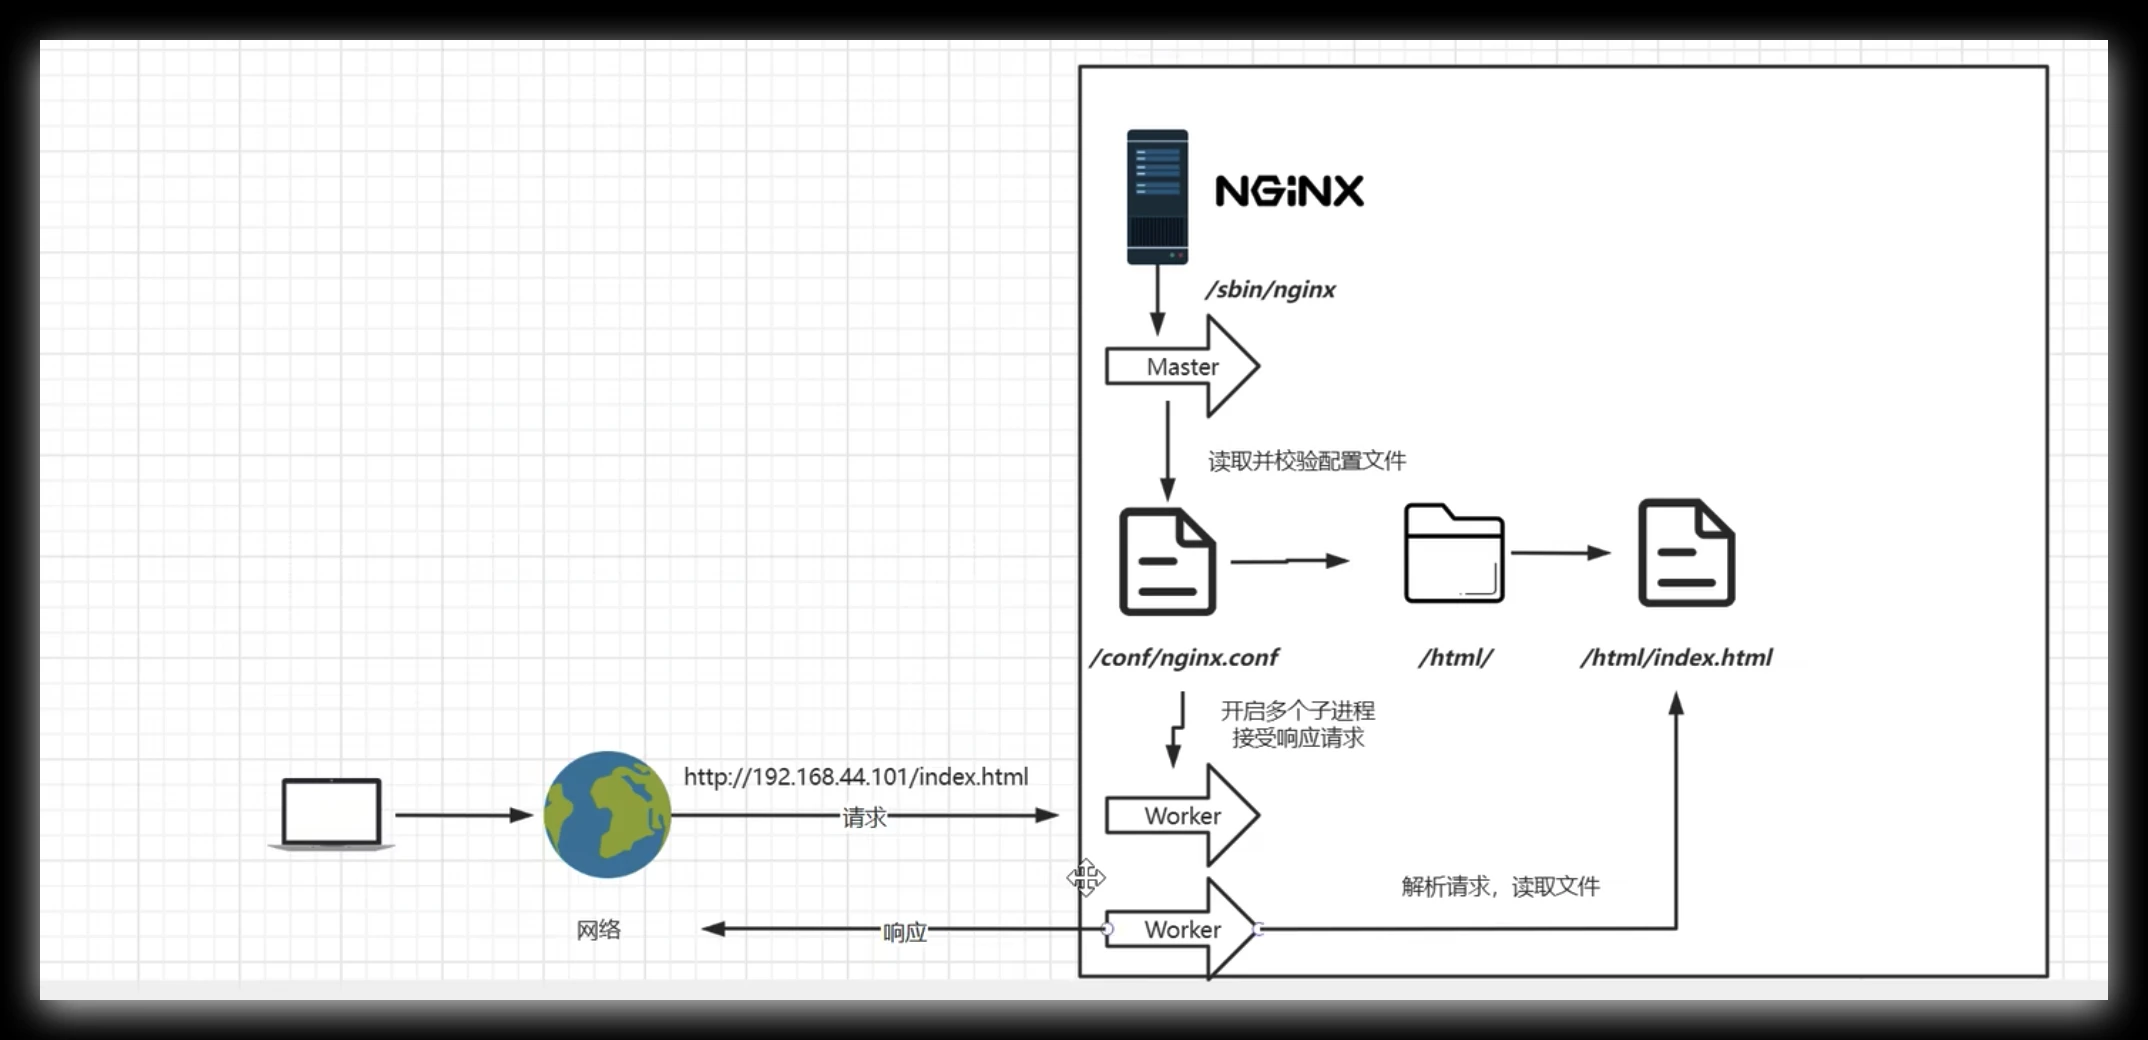 NGiNX
/sbin/nginx
Master
读取并校验配置文件
/conf/nginx.conf
/html/
/html/index.html
开启多个子进程
接受响应请求
http://192.168.44.101/index.html
请求
Worker
解析请求，读取文件
网络
响应
Worker